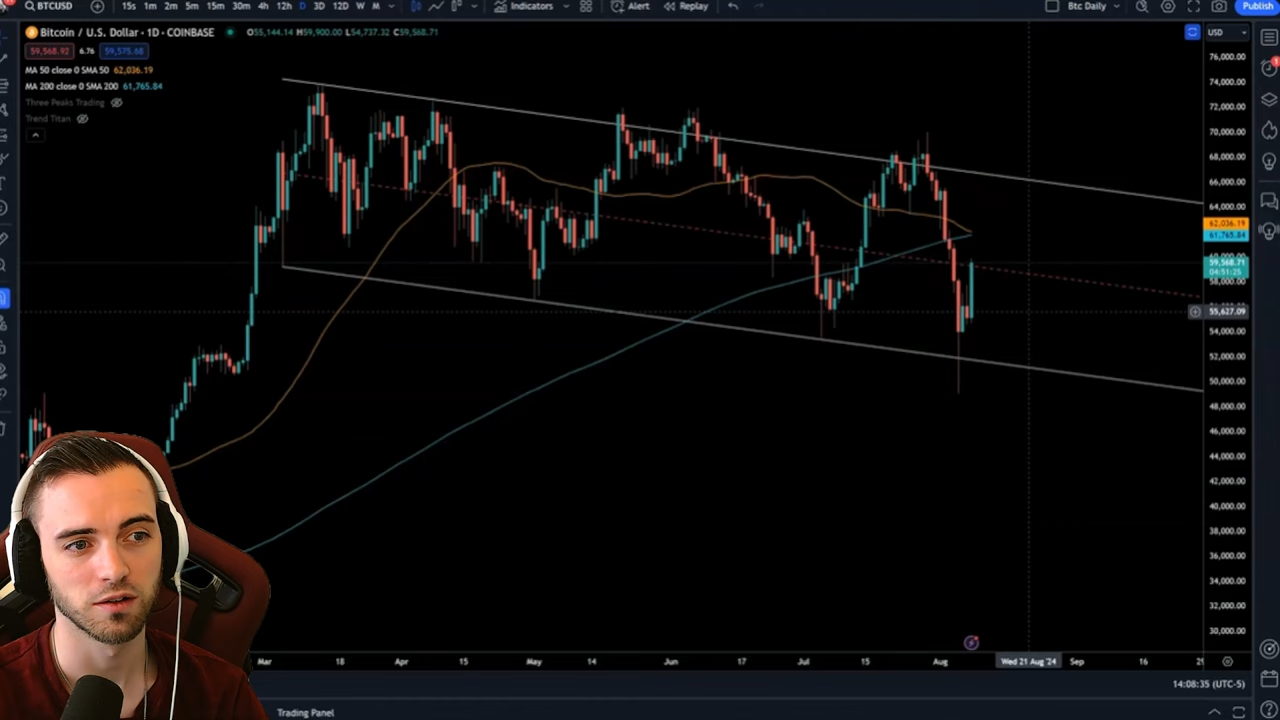 BTCUSD 15s 1m 2m 5m 15m 30m 4h 12h D 3D 12D W M Indicators Alert Replay Btc Daily Publish
Bitcoin / U.S. Dollar · 1D · COINBASE O55,144.14 H59,900.00 L54,737.32 C59,568.71 USD
59,568.92 6.76 59,575.68
MA 50 close 0 SMA 50 62,036.19
MA 200 close 0 SMA 200 61,765.84
Three Peaks Trading
Trend Titan
76,000.00
74,000.00
72,000.00
70,000.00
68,000.00
66,000.00
64,000.00
62,036.19
61,765.84
59,568.71
04:51:25
58,000.00
55,627.09
54,000.00
52,000.00
50,000.00
48,000.00
46,000.00
44,000.00
42,000.00
40,000.00
38,000.00
36,000.00
34,000.00
32,000.00
30,000.00
Mar 18 Apr 15 May 14 Jun 17 Jul 15 Aug Wed 21 Aug '24 Sep 16
14:08:35 (UTC-5)
Trading Panel